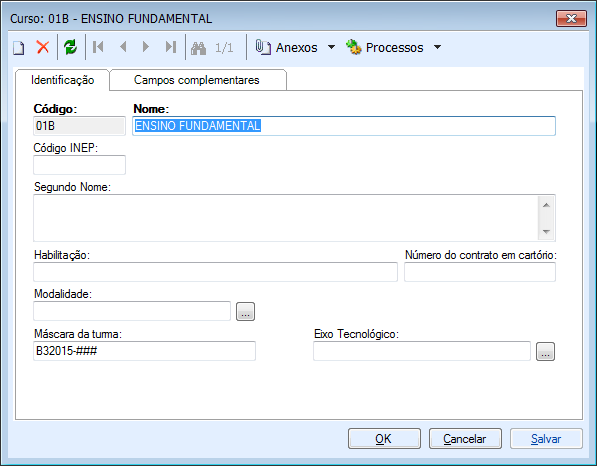 Curso: 01B - ENSINO FUNDAMENTAL
1/1 Anexos Processos
Identificação Campos complementares
Código: Nome:
01B ENSINO FUNDAMENTAL
Código INEP:
Segundo Nome:
Habilitação: Número do contrato em cartório:
Modalidade:
...
Máscara da turma: Eixo Tecnológico:
B32015-### ...
OK Cancelar Salvar